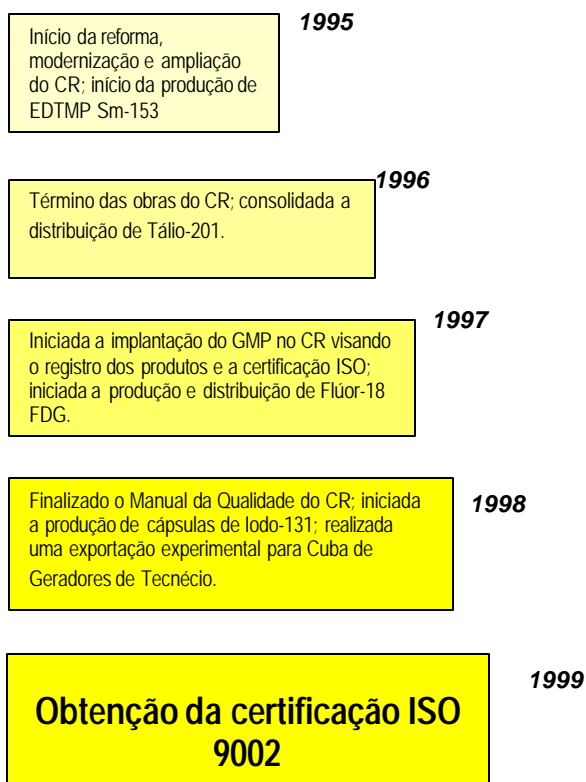 1995
Início da reforma,
modernização e ampliação
do CR; início da produção de
EDTMP Sm-153
1996
Término das obras do CR; consolidada a
distribuição de Tálio-201.
1997
Iniciada a implantação do GMP no CR visando
o registro dos produtos e a certificação ISO;
iniciada a produção e distribuição de Flúor-18
FDG.
1998
Finalizado o Manual da Qualidade do CR; iniciada
a produção de cápsulas de Iodo-131; realizada
uma exportação experimental para Cuba de
Geradores de Tecnécio.
1999
Obtenção da certificação ISO
9002